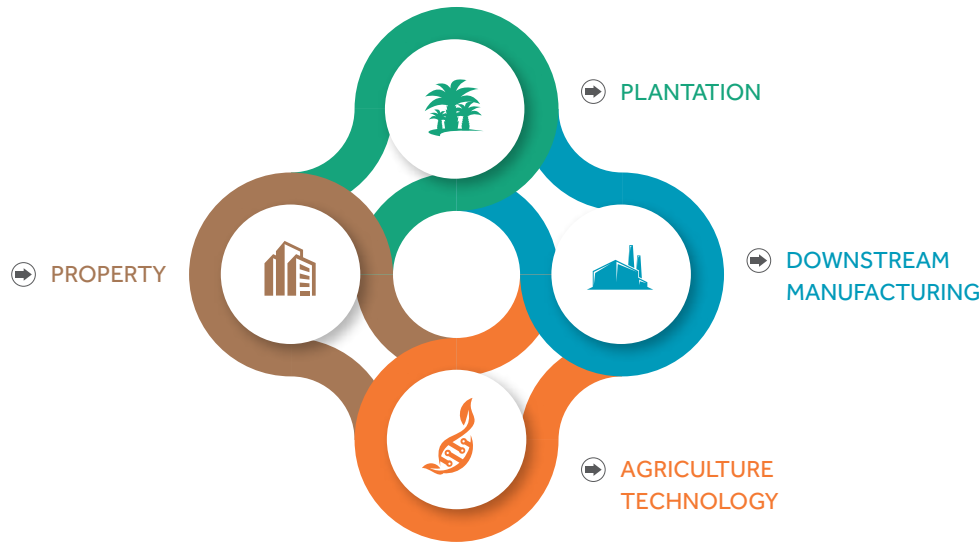 PLANTATION
PROPERTY
DOWNSTREAM
MANUFACTURING
AGRICULTURE
TECHNOLOGY